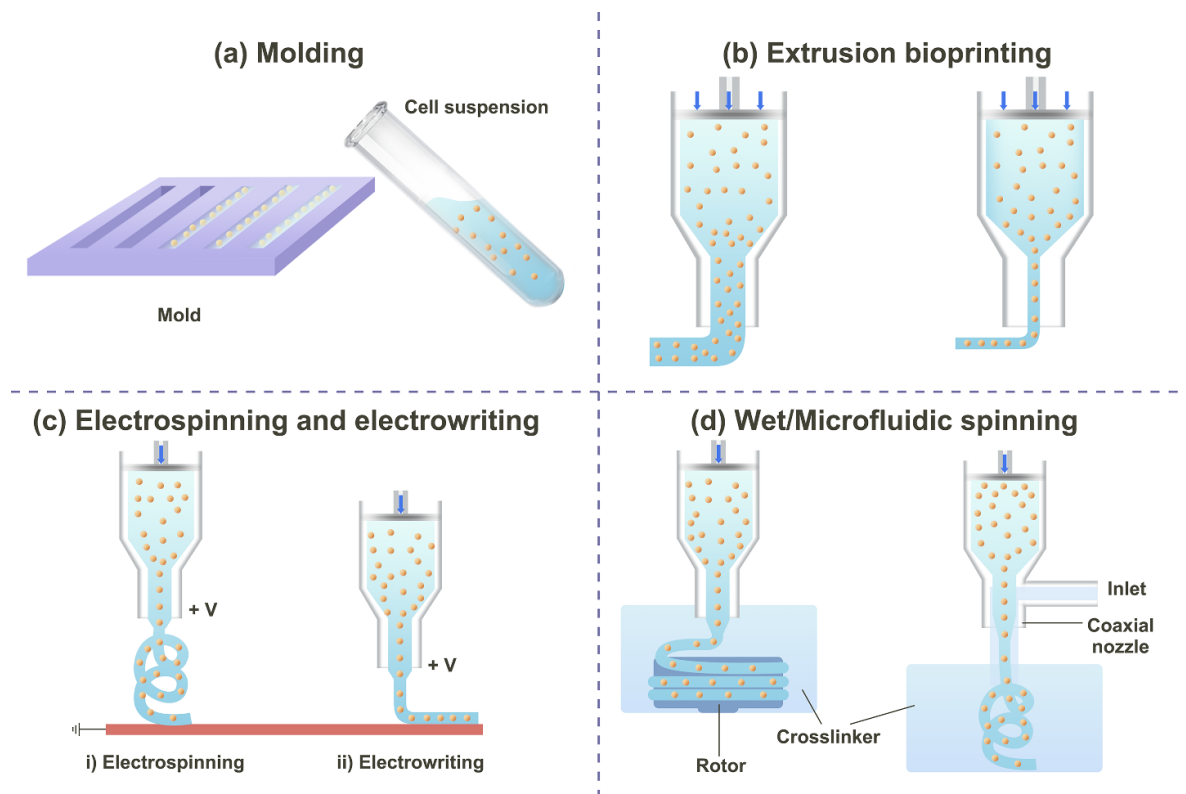 (a) Molding
Cell suspension
Mold
(b) Extrusion bioprinting
(c) Electrospinning and electrowriting
+ V
+ V
i) Electrospinning
ii) Electrowriting
(d) Wet/Microfluidic spinning
Inlet
Coaxial
nozzle
Crosslinker
Rotor